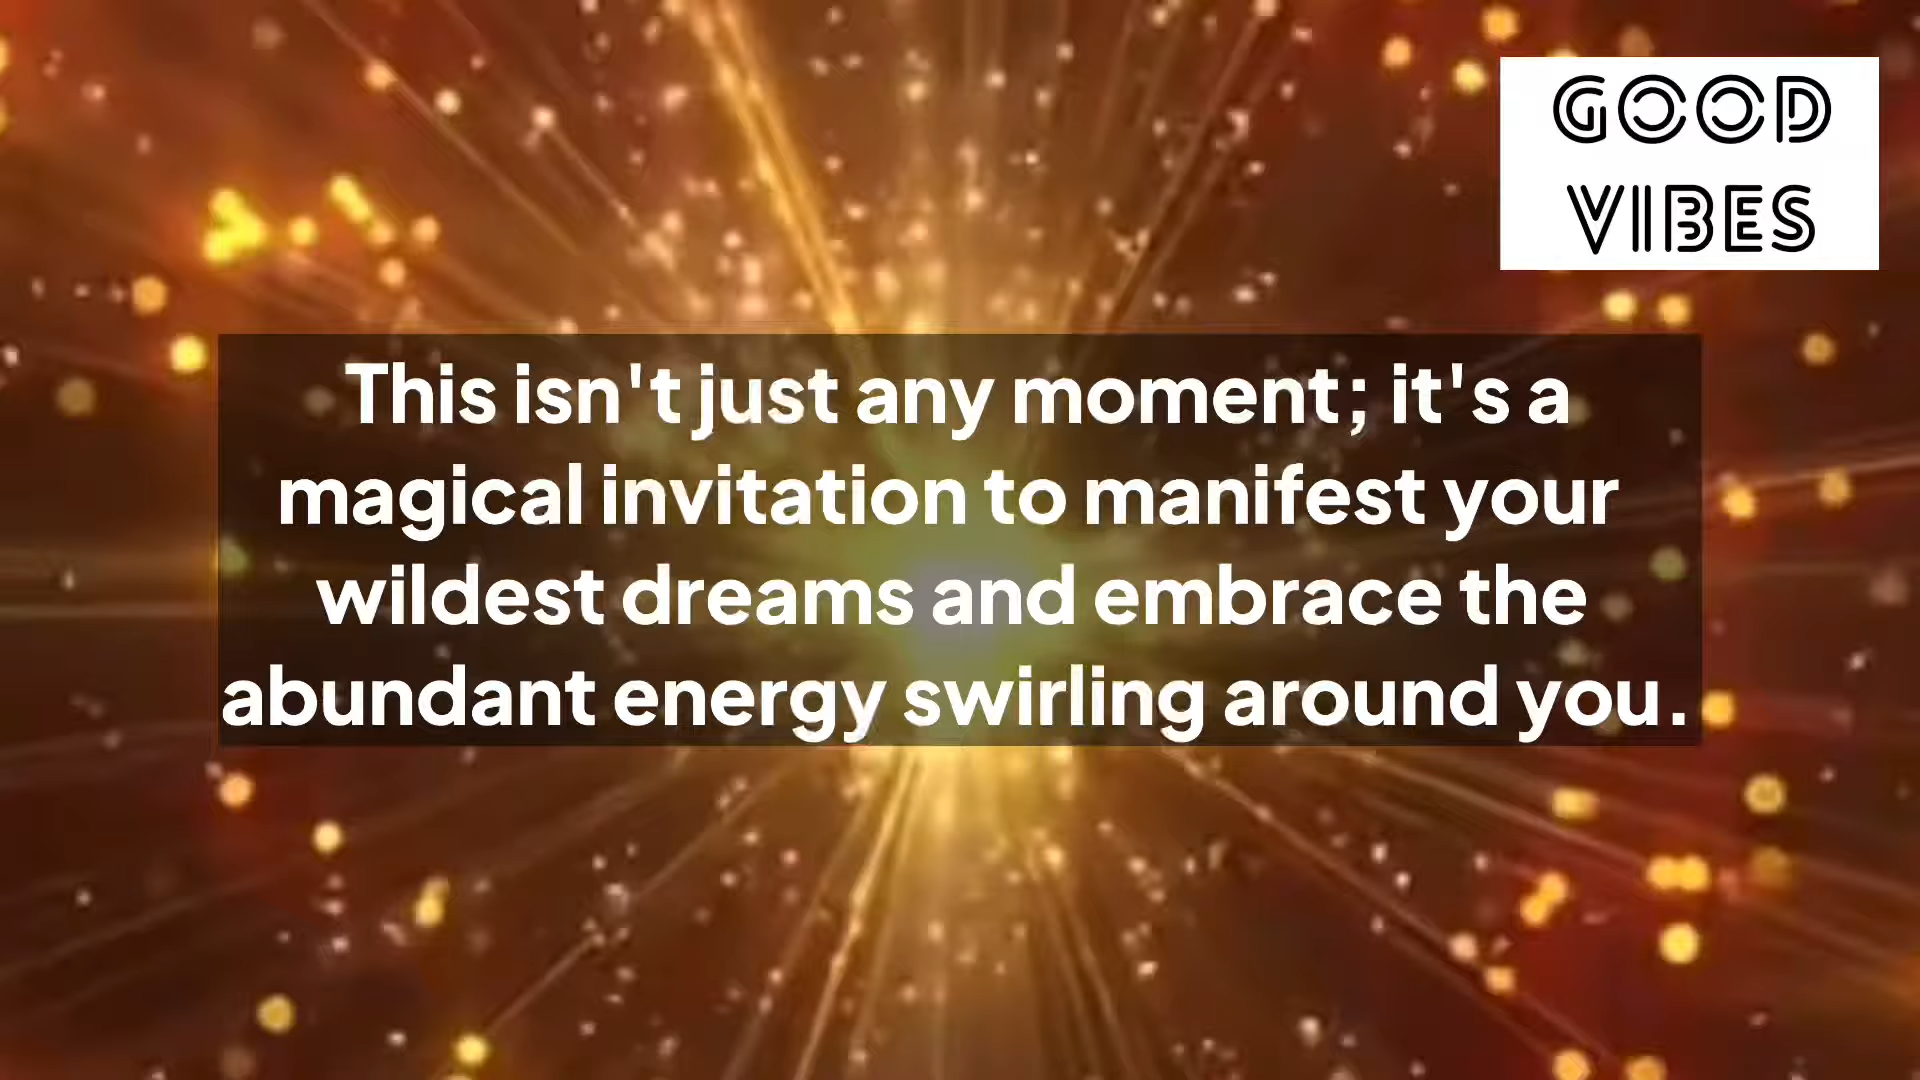 GOOD
VIBES
This isn't just any moment; it's a
magical invitation to manifest your
wildest dreams and embrace the
abundant energy swirling around you.